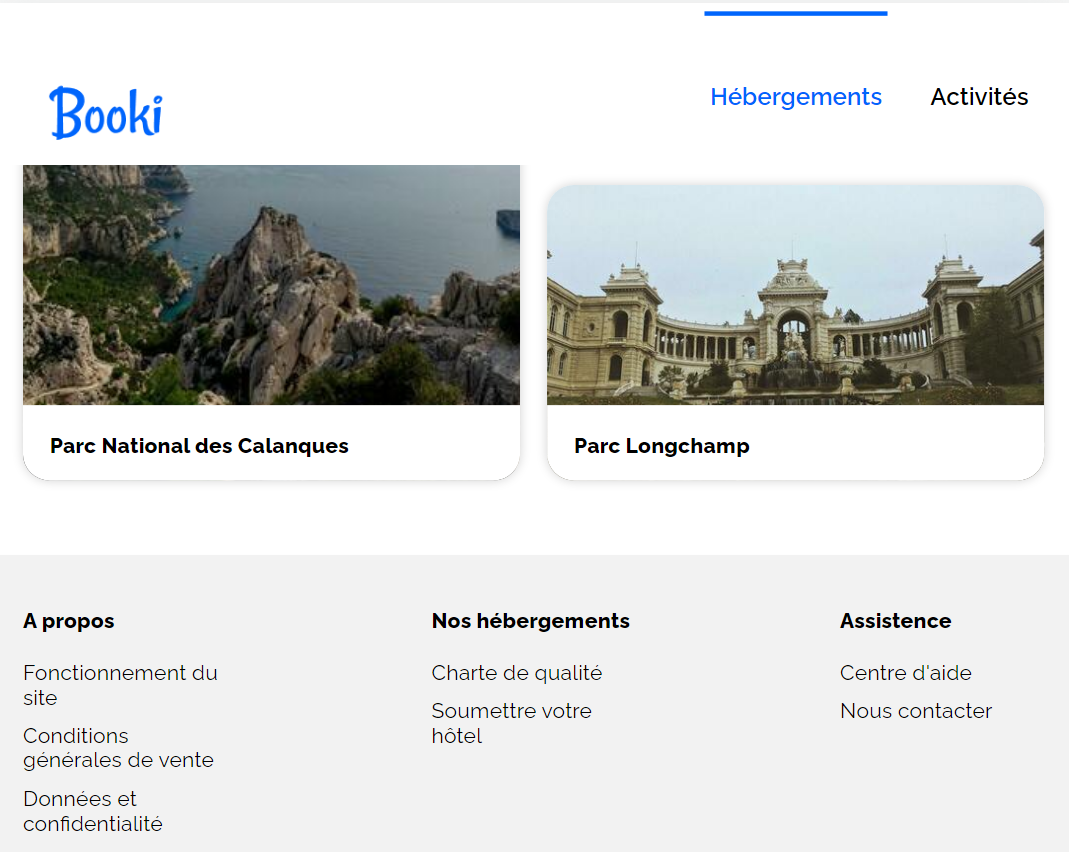 Booki
Hébergements
Activités
Parc National des Calanques
Parc Longchamp
A propos
Fonctionnement du
site
Conditions
générales de vente
Données et
confidentialité
Nos hébergements
Charte de qualité
Soumettre votre
hôtel
Assistence
Centre d'aide
Nous contacter